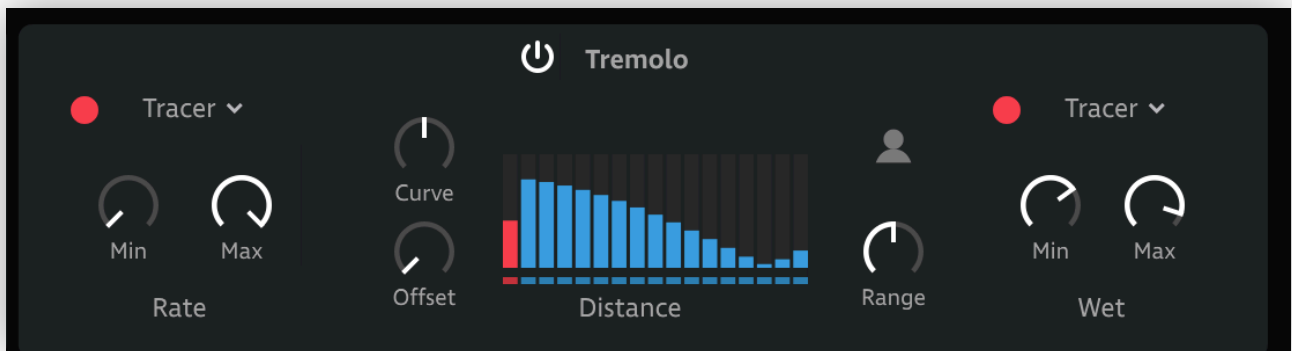 Tremolo
Tracer
Tracer
Curve
Min
Max
Min
Max
Offset
Range
Rate
Distance
Wet